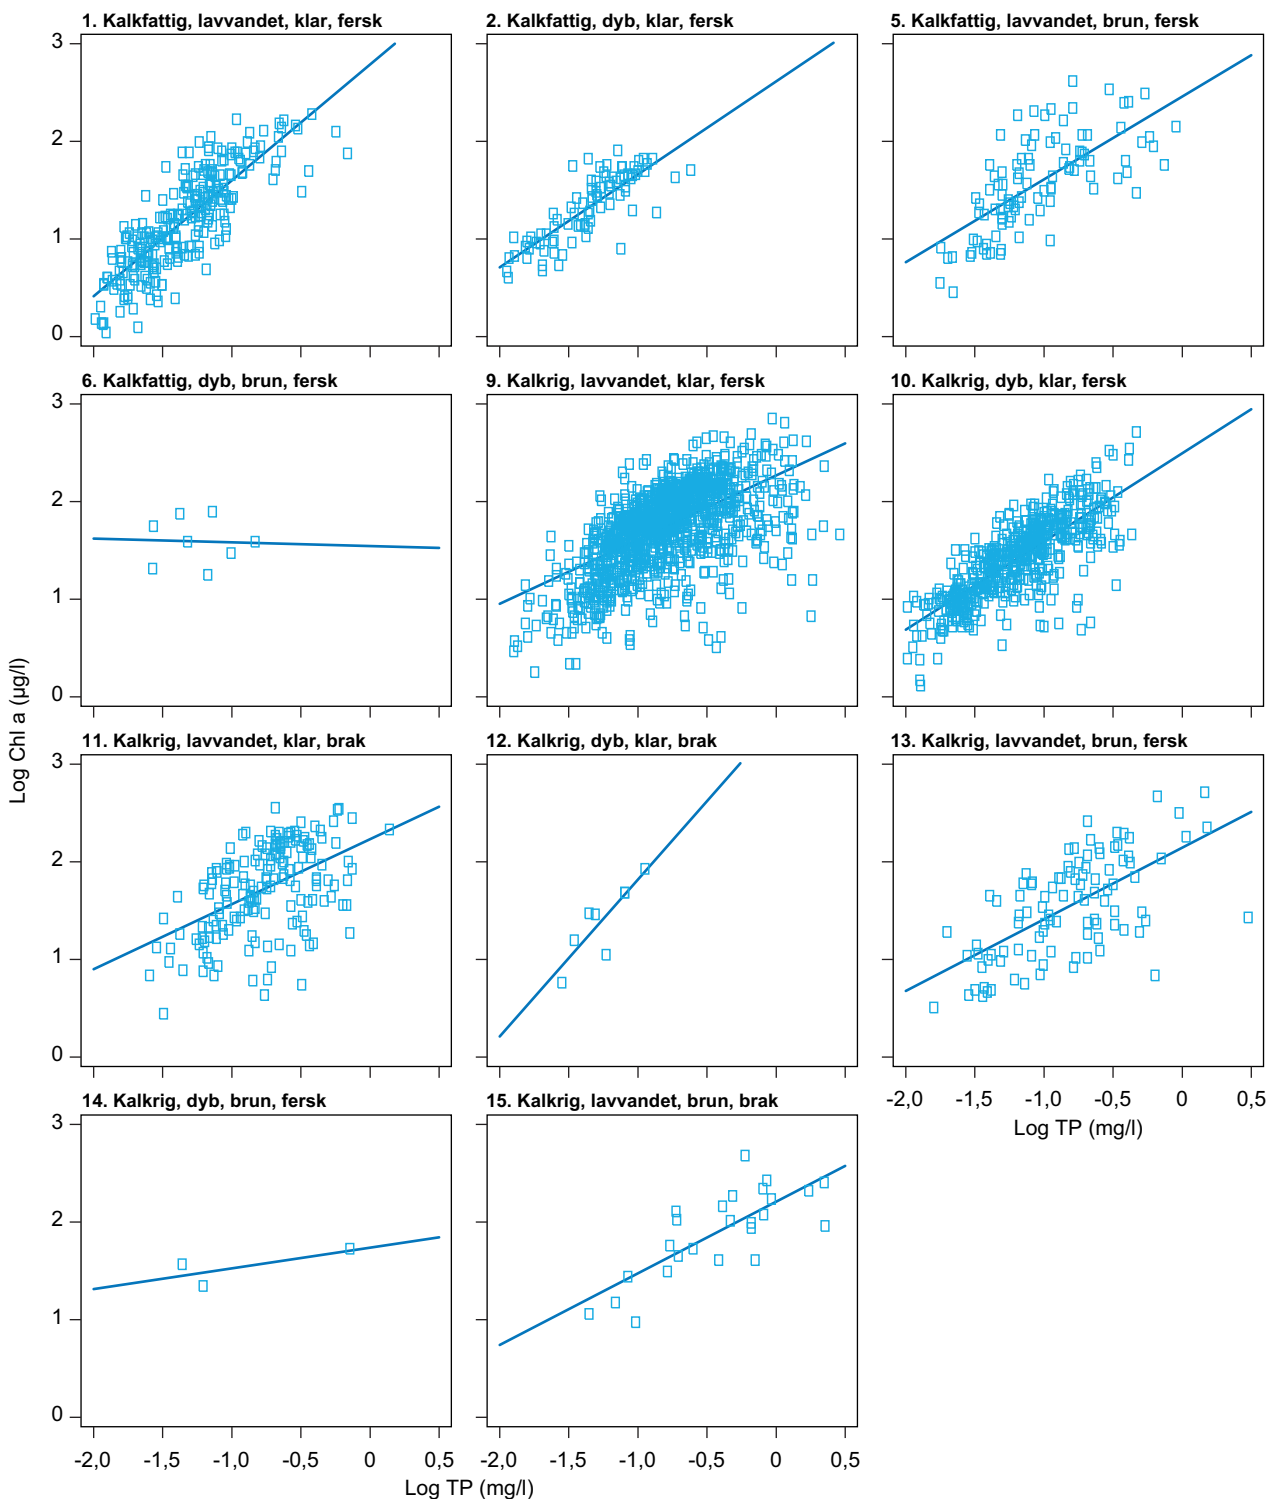 1. Kalkfattig, lavvandet, klar, fersk
2. Kalkfattig, dyb, klar, fersk
5. Kalkfattig, lavvandet, brun, fersk
3
2
1
0
6. Kalkfattig, dyb, brun, fersk
9. Kalkrig, lavvandet, klar, fersk
10. Kalkrig, dyb, klar, fersk
3
2
1
0
Log Chl a (µg/l)
11. Kalkrig, lavvandet, klar, brak
12. Kalkrig, dyb, klar, brak
13. Kalkrig, lavvandet, brun, fersk
3
2
1
0
-2,0 -1,5 -1,0 -0,5 0 0,5
Log TP (mg/l)
14. Kalkrig, dyb, brun, fersk
15. Kalkrig, lavvandet, brun, brak
3
2
1
0
-2,0 -1,5 -1,0 -0,5 0 0,5
-2,0 -1,5 -1,0 -0,5 0 0,5
Log TP (mg/l)